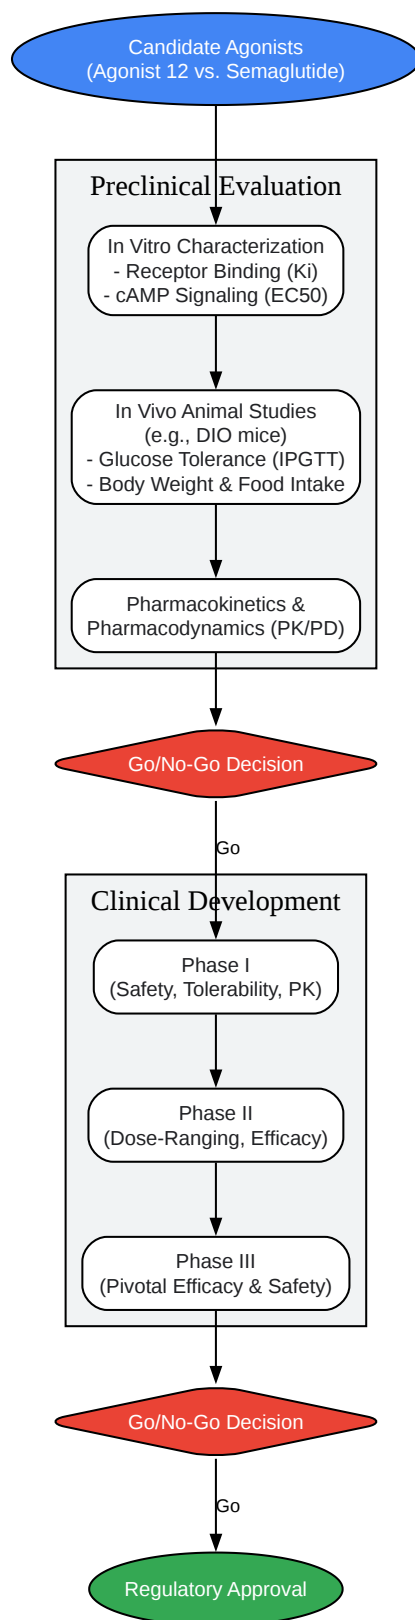 Candidate Agonists
(Agonist 12 vs. Semaglutide)
Preclinical Evaluation
In Vitro Characterization
- Receptor Binding (Ki)
- cAMP Signaling (EC50)
In Vivo Animal Studies
(e.g., DIO mice)
- Glucose Tolerance (IPGTT)
- Body Weight & Food Intake
Pharmacokinetics &
Pharmacodynamics (PK/PD)
Go/No-Go Decision
Go
Clinical Development
Phase I
(Safety, Tolerability, PK)
Phase II
(Dose-Ranging, Efficacy)
Phase III
(Pivotal Efficacy & Safety)
Go/No-Go Decision
Go
Regulatory Approval